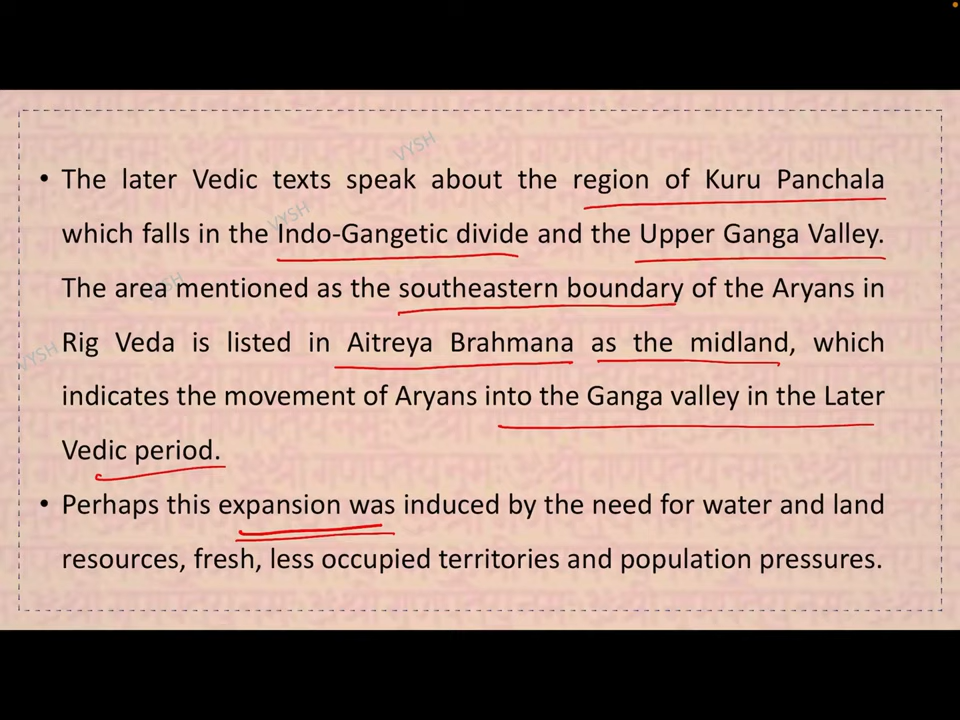 • The later Vedic texts speak about the region of Kuru Panchala
which falls in the Indo-Gangetic divide and the Upper Ganga Valley.
The area mentioned as the southeastern boundary of the Aryans in
Rig Veda is listed in Aitreya Brahmana as the midland, which
indicates the movement of Aryans into the Ganga valley in the Later
Vedic period.
• Perhaps this expansion was induced by the need for water and land
resources, fresh, less occupied territories and population pressures.
VYSH
VYSH
VYSH
VYSH